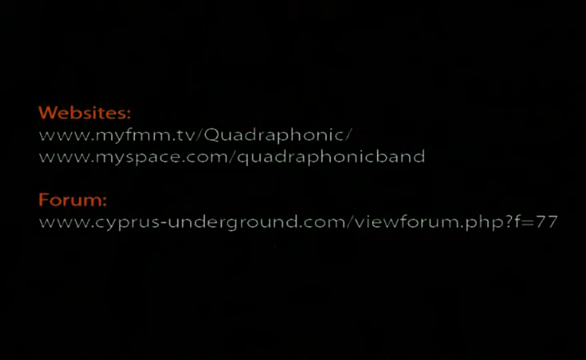 Websites:
www.myfmm.tv/Quadraphonic/
www.myspace.com/quadraphonicband
Forum:
www.cyprus-underground.com/viewforum.php?f=77